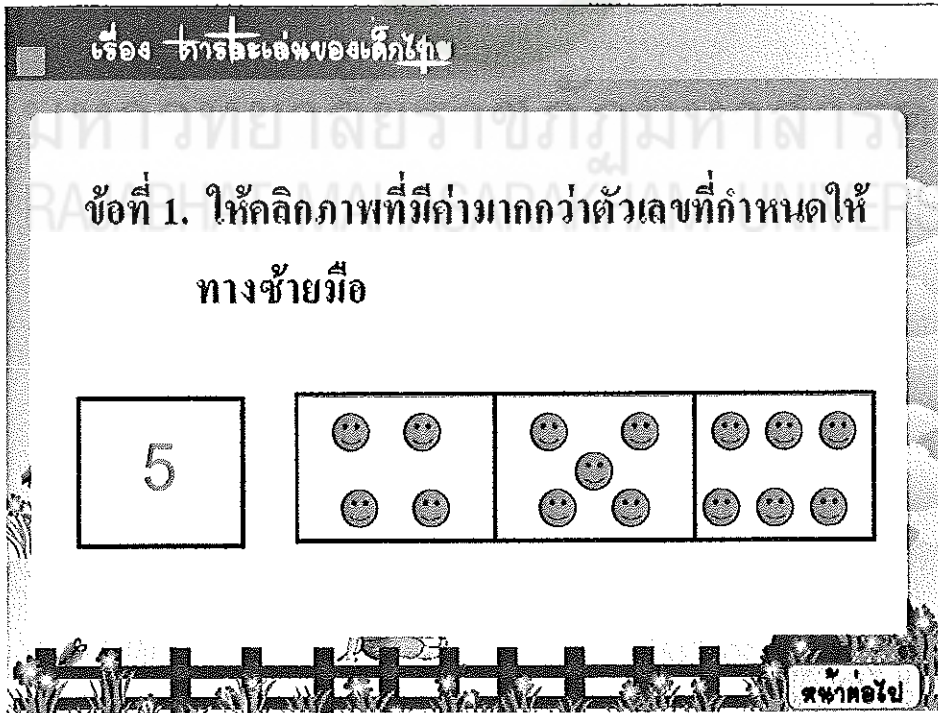 เรื่อง การละเล่นของเด็กไทย
ข้อที่ 1. ให้คลิกภาพที่มีค่ามากกว่าตัวเลขที่กำหนดให้
ทางซ้ายมือ
5
หน้าต่อไป